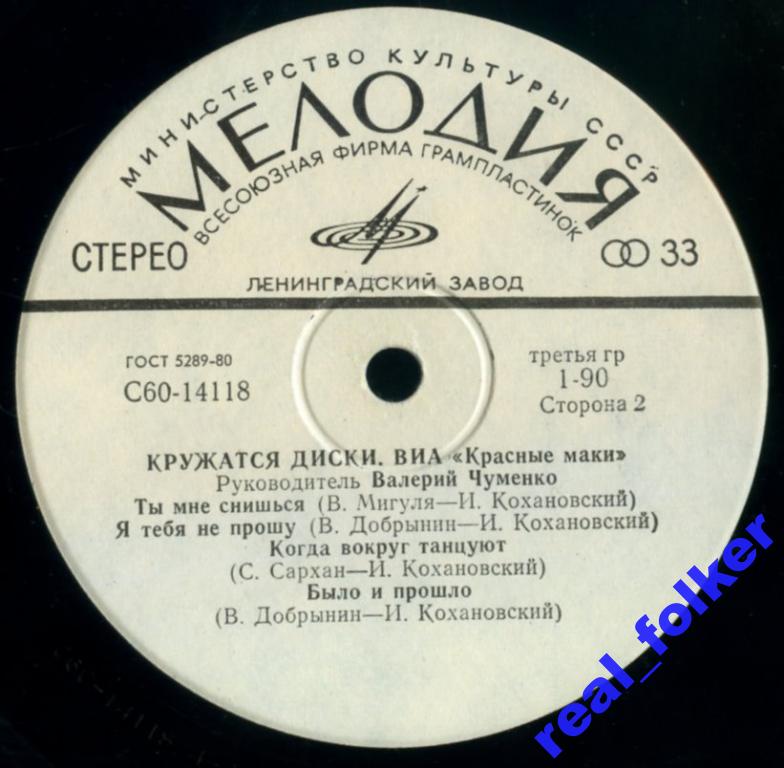 МИНИСТЕРСТВО КУЛЬТУРЫ СССР
МЕЛОДИЯ
ВСЕСОЮЗНАЯ ФИРМА ГРАМПЛАСТИНОК
СТЕРЕО
33
ЛЕНИНГРАДСКИЙ ЗАВОД
ГОСТ 5289-80
С60-14118
третья гр
1-90
Сторона 2
КРУЖАТСЯ ДИСКИ. ВИА «Красные маки»
Руководитель Валерий Чуменко
Ты мне снишься (В. Мигуля—И. Кохановский)
Я тебя не прошу (В. Добрынин—И. Кохановский)
Когда вокруг танцуют
(С. Сархан—И. Кохановский)
Было и прошло
(В. Добрынин—И. Кохановский)
real_folker